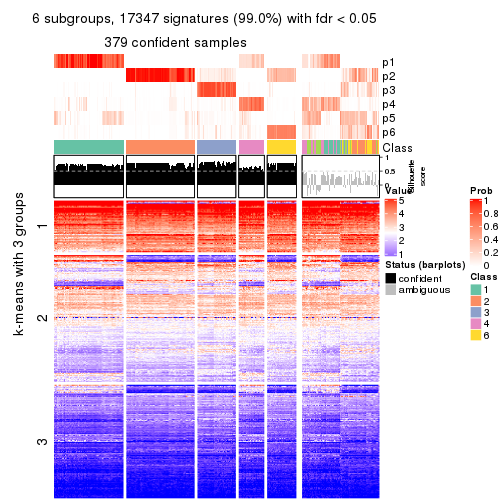 6 subgroups, 17347 signatures (99.0%) with fdr < 0.05
379 confident samples
p1
p2
p3
p4
p5
p6
Class
1
0.5
0
Silhouette
score
k-means with 3 groups
1
2
3
Value
5
4
3
2
1
Status (barplots)
confident
ambiguous
Prob
1
0.8
0.6
0.4
0.2
0
Class
1
2
3
4
6